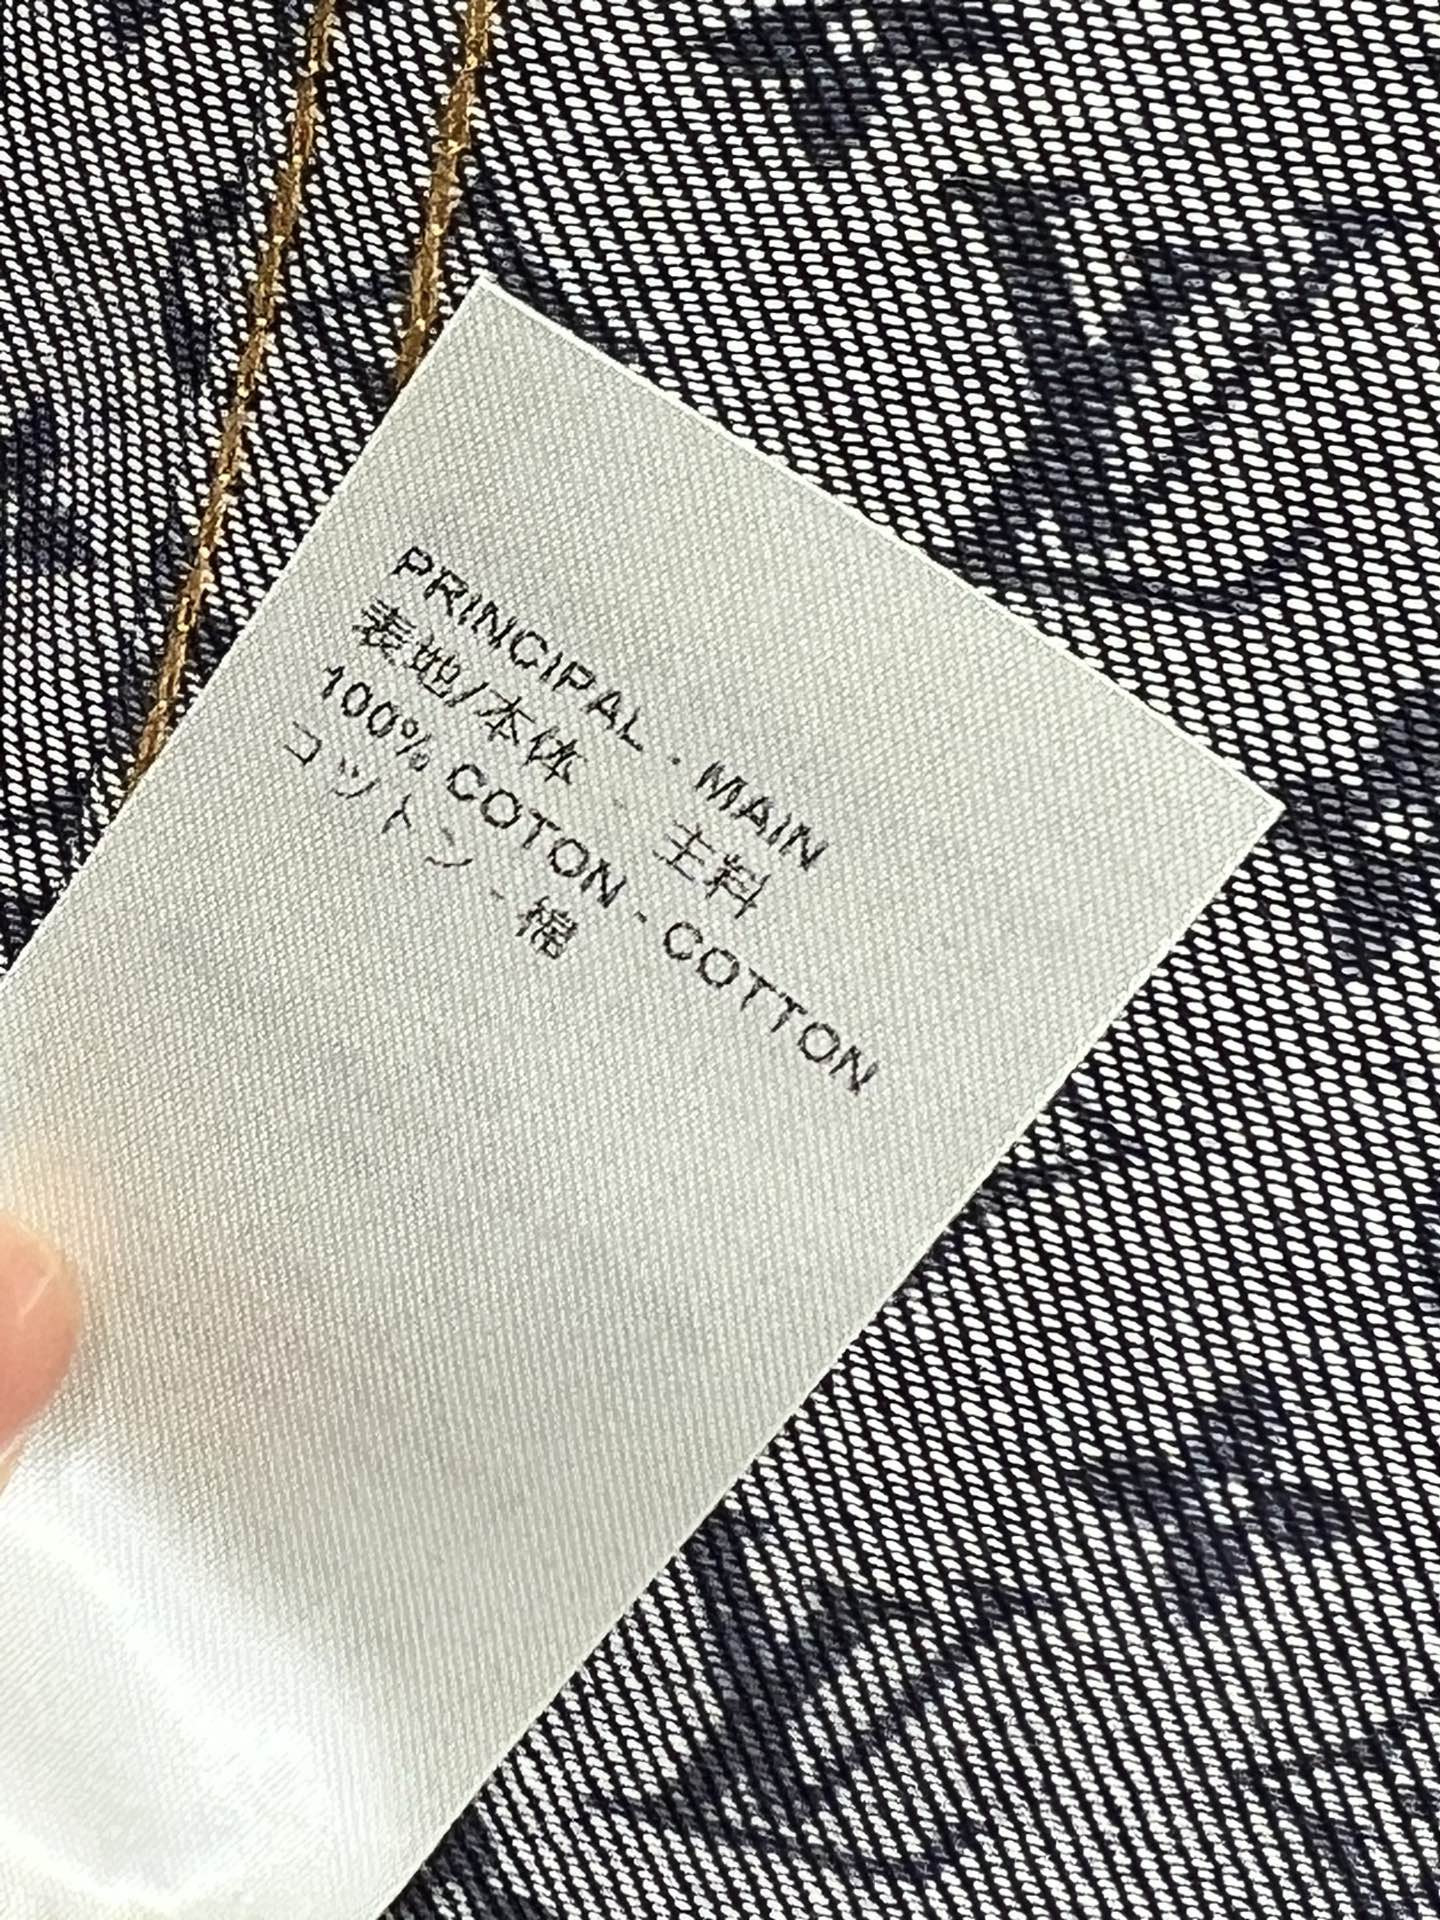 PRINCIPAL - MAIN
表地/本体 - 主料
100% COTON - COTTON
コットン - 棉